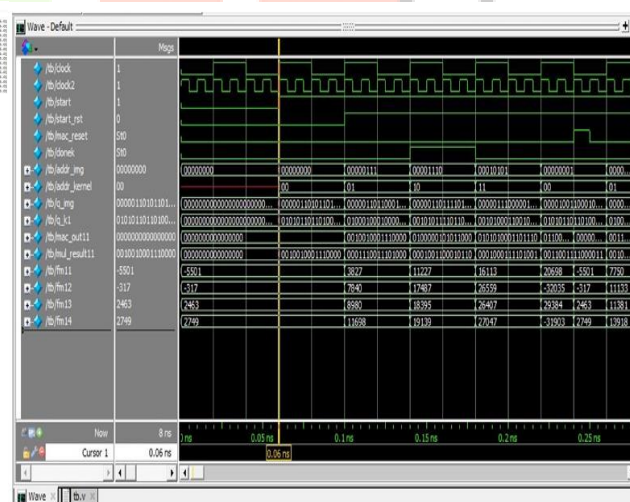 Wave - Default
Msgs
/tb/clock 1
/tb/clock2 1
/tb/start 1
/tb/start_rst 0
/tb/mac_reset St0
/tb/donek St0
/tb/addr_img 00000000 00000000 00000000 00000111 00001110 00010101 00000001 0000...
/tb/addr_kernel 00 00 01 10 11 00 01
/tb/q_img
/tb/q_k1
/tb/mac_out11 0000000000000000
/tb/mul_result11
/tb/fm11 -5501 -5501 3827 11227 16113 20698 -5501 7750
/tb/fm12 -317 -317 7840 17487 26559 -32035 -317 11133
/tb/fm13 2463 2463 8980 18395 26407 29384 2463 11381
/tb/fm14 2749 2749 11698 19139 27047 -31903 2749 13918
Now 8 ns
0.05 ns 0.1 ns 0.15 ns 0.2 ns 0.25 ns
Cursor 1 0.06 ns 0.06 ns
Wave tb.v